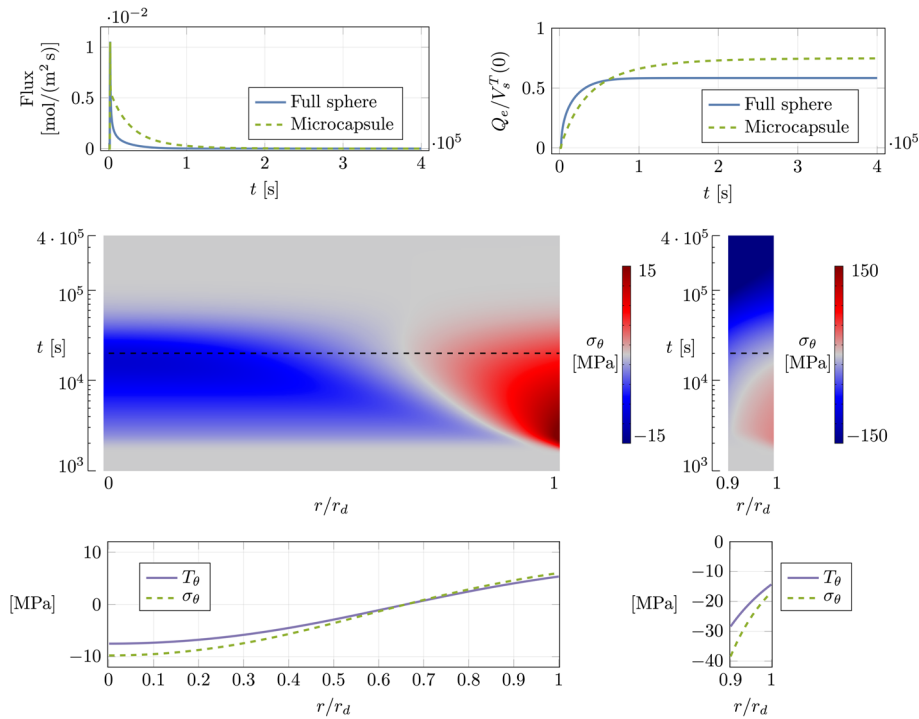 ·10⁻²
Flux
[mol/(m² s)]
1
0.5
0
Full sphere
Microcapsule
0 1 2 3 4
·10⁵
t [s]
Qₑ/Vₛᵀ(0)
1
0.5
0
Full sphere
Microcapsule
0 1 2 3 4
·10⁵
t [s]
4 · 10⁵
10⁵
t [s]
10⁴
10³
0 1
r/r_d
15
σ_θ
[MPa]
−15
4 · 10⁵
10⁵
t [s]
10⁴
10³
0.9 1
r/r_d
150
σ_θ
[MPa]
−150
10
[MPa]
0
−10
T_θ
σ_θ
0 0.1 0.2 0.3 0.4 0.5 0.6 0.7 0.8 0.9 1
r/r_d
0
−10
[MPa]
−20
−30
−40
T_θ
σ_θ
0.9 1
r/r_d